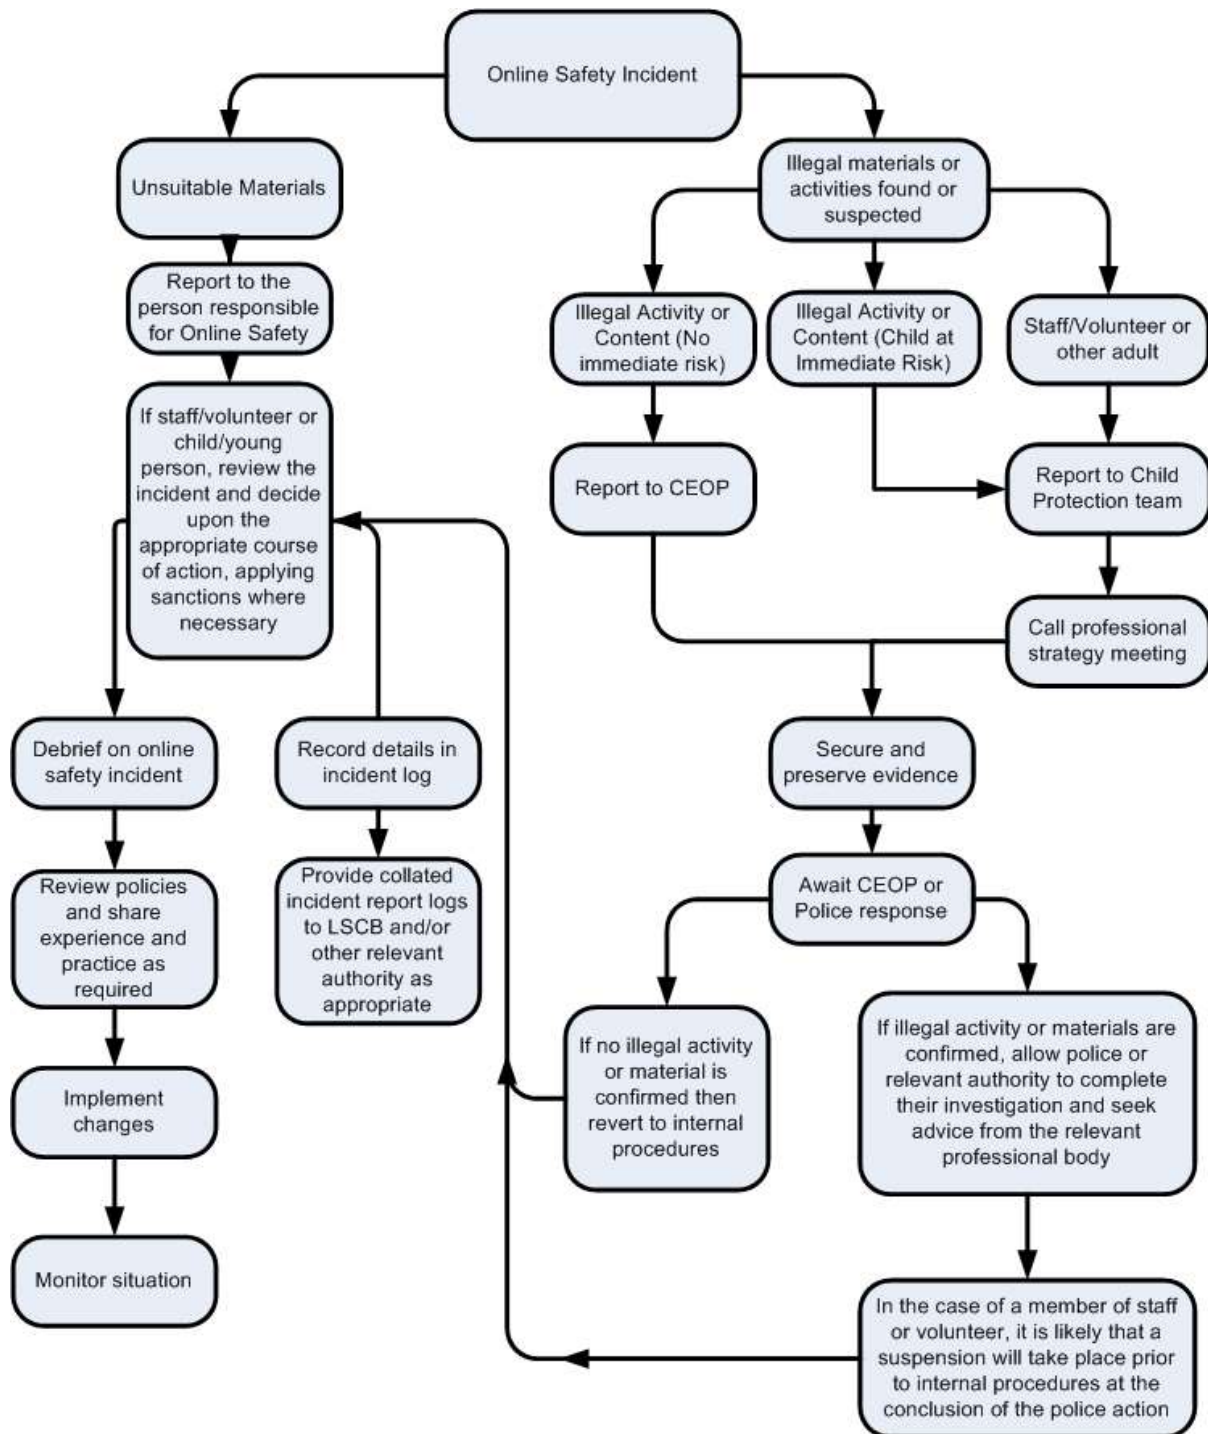 Online Safety Incident
Unsuitable Materials
Report to the
person responsible
for Online Safety
If staff/volunteer or
child/young
person, review the
incident and decide
upon the
appropriate course
of action, applying
sanctions where
necessary
Debrief on online
safety incident
Review policies
and share
experience and
practice as
required
Implement
changes
Monitor situation
Record details in
incident log
Provide collated
incident report logs
to LSCB and/or
other relevant
authority as
appropriate
Illegal materials or
activities found or
suspected
Illegal Activity or
Content (No
immediate risk)
Illegal Activity or
Content (Child at
Immediate Risk)
Staff/Volunteer or
other adult
Report to CEOP
Report to Child
Protection team
Call professional
strategy meeting
Secure and
preserve evidence
Await CEOP or
Police response
If no illegal activity
or material is
confirmed then
revert to internal
procedures
If illegal activity or materials are
confirmed, allow police or
relevant authority to complete
their investigation and seek
advice from the relevant
professional body
In the case of a member of staff
or volunteer, it is likely that a
suspension will take place prior
to internal procedures at the
conclusion of the police action